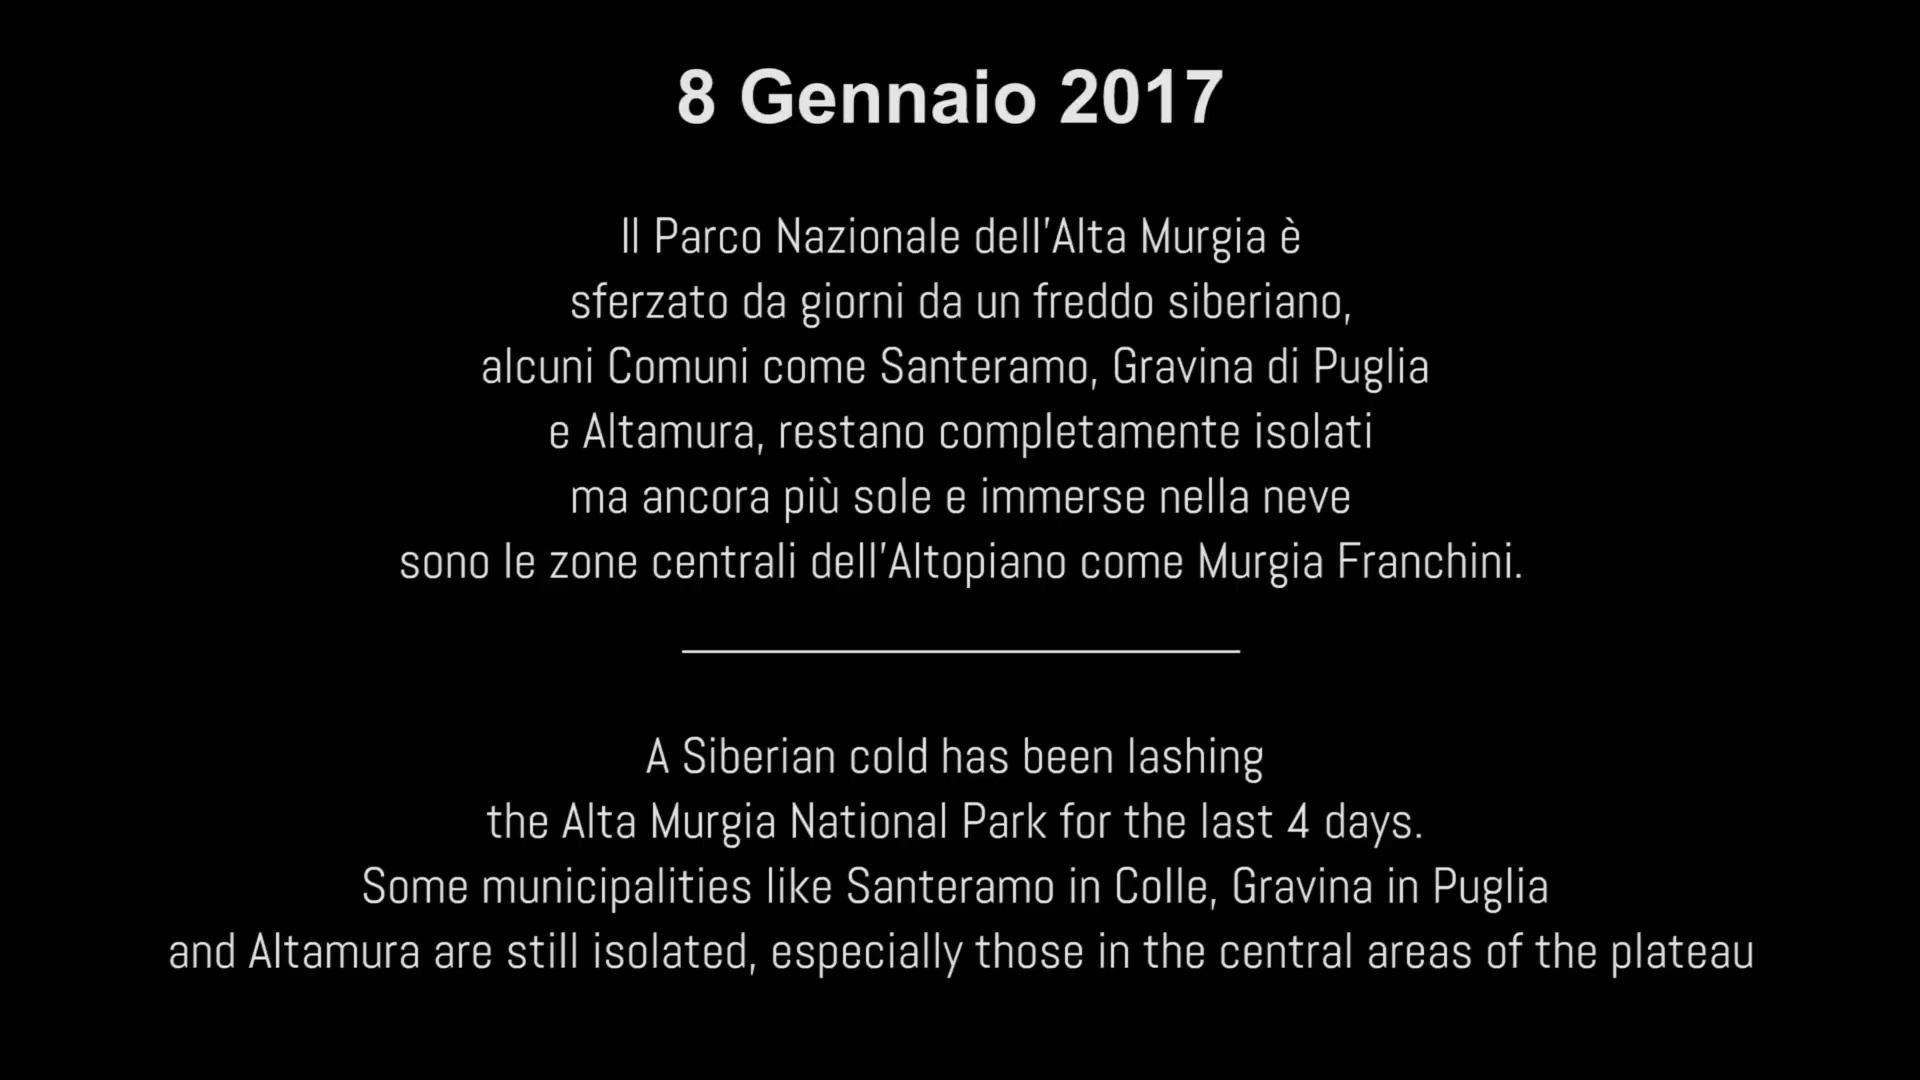 8 Gennaio 2017
Il Parco Nazionale dell'Alta Murgia è
sferzato da giorni da un freddo siberiano,
alcuni Comuni come Santeramo, Gravina di Puglia
e Altamura, restano completamente isolati
ma ancora più sole e immerse nella neve
sono le zone centrali dell'Altopiano come Murgia Franchini.
A Siberian cold has been lashing
the Alta Murgia National Park for the last 4 days.
Some municipalities like Santeramo in Colle, Gravina in Puglia
and Altamura are still isolated, especially those in the central areas of the plateau